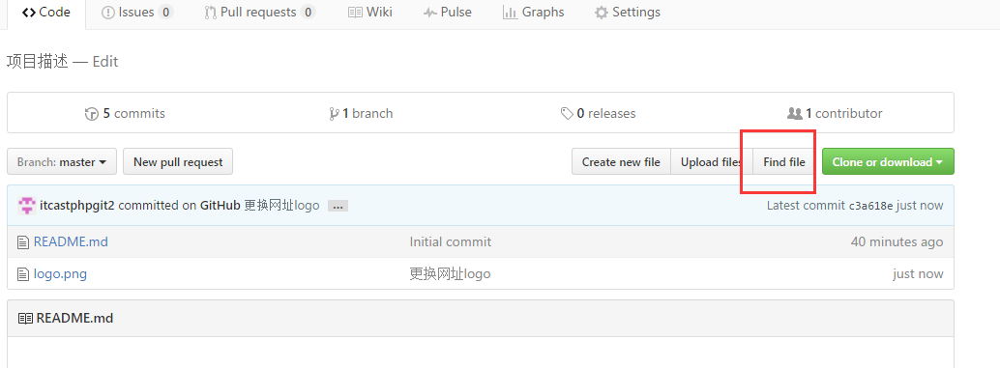 Code Issues 0 Pull requests 0 Wiki Pulse Graphs Settings
项目描述 — Edit
5 commits 1 branch 0 releases 1 contributor
Branch: master New pull request Create new file Upload files Find file Clone or download
itcastphpgit2 committed on GitHub 更换网址logo ... Latest commit c3a618e just now
README.md Initial commit 40 minutes ago
logo.png 更换网址logo just now
README.md